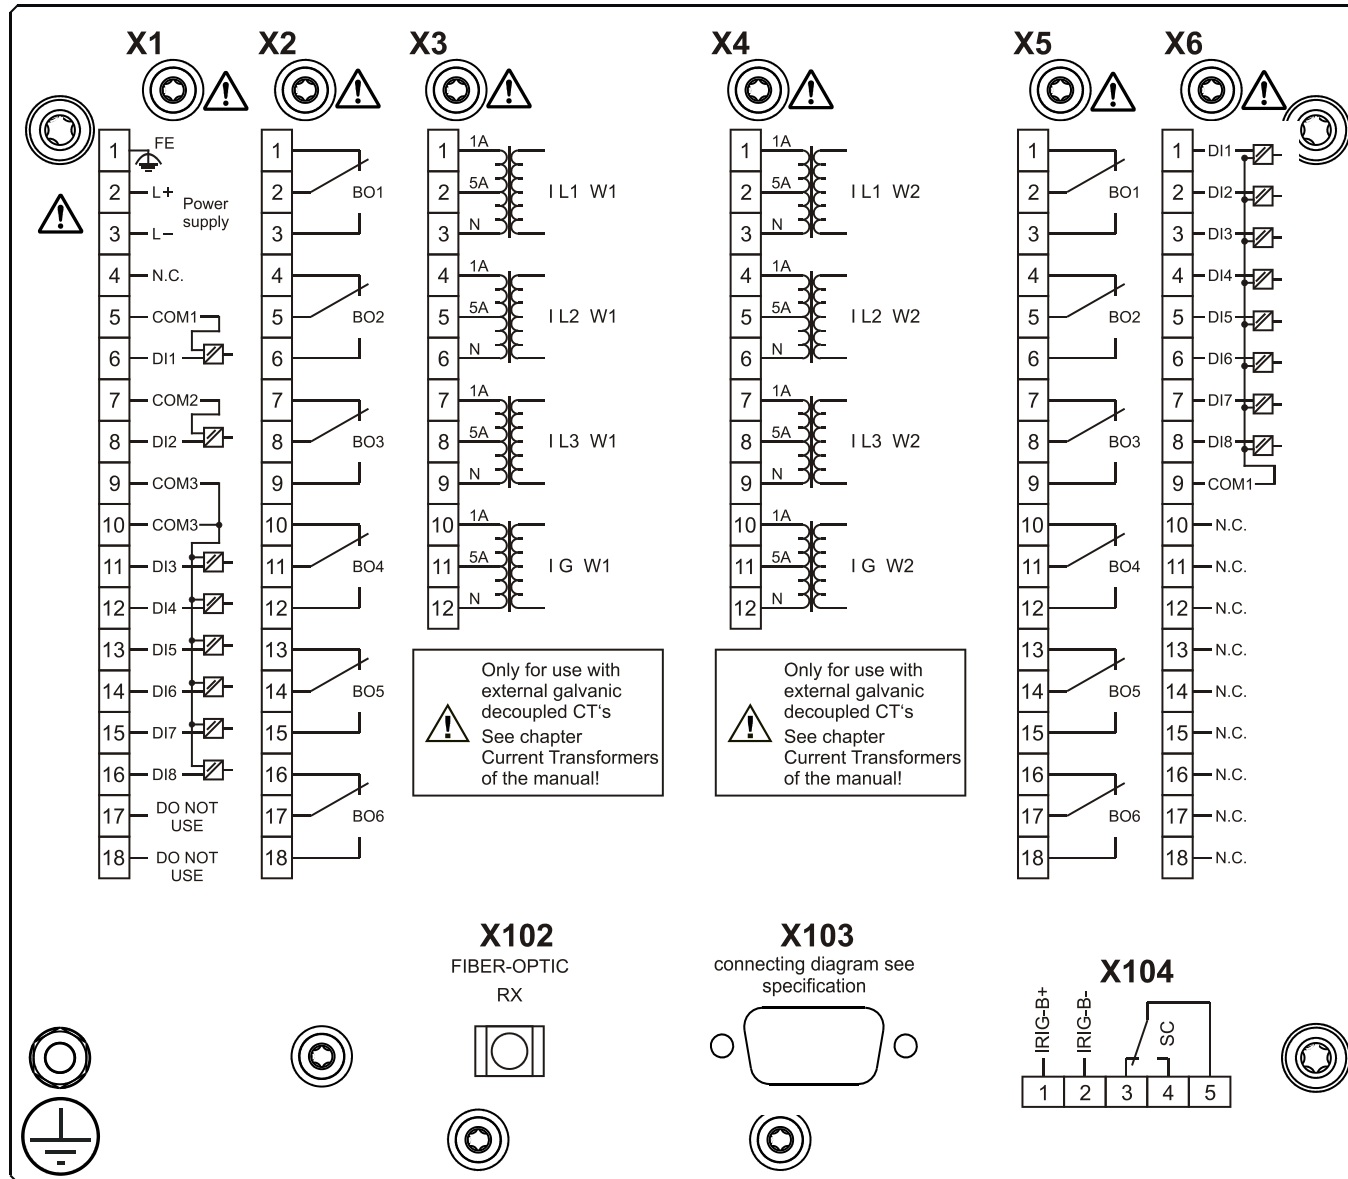 X1
1 FE
2 L+ Power
supply
3 L−
4 N.C.
5 COM1
6 DI1
7 COM2
8 DI2
9 COM3
10 COM3
11 DI3
12 DI4
13 DI5
14 DI6
15 DI7
16 DI8
17 DO NOT
USE
18 DO NOT
USE
X2
1
2 BO1
3
4
5 BO2
6
7
8 BO3
9
10
11 BO4
12
13
14 BO5
15
16
17 BO6
18
X3
1 1A
2 5A I L1 W1
3 N
4 1A
5 5A I L2 W1
6 N
7 1A
8 5A I L3 W1
9 N
10 1A
11 5A I G W1
12 N
Only for use with
external galvanic
decoupled CT‘s
See chapter
Current Transformers
of the manual!
X4
1 1A
2 5A I L1 W2
3 N
4 1A
5 5A I L2 W2
6 N
7 1A
8 5A I L3 W2
9 N
10 1A
11 5A I G W2
12 N
Only for use with
external galvanic
decoupled CT‘s
See chapter
Current Transformers
of the manual!
X5
1
2 BO1
3
4
5 BO2
6
7
8 BO3
9
10
11 BO4
12
13
14 BO5
15
16
17 BO6
18
X6
1 DI1
2 DI2
3 DI3
4 DI4
5 DI5
6 DI6
7 DI7
8 DI8
9 COM1
10 N.C.
11 N.C.
12 N.C.
13 N.C.
14 N.C.
15 N.C.
16 N.C.
17 N.C.
18 N.C.
X102
FIBER-OPTIC
RX
X103
connecting diagram see
specification
X104
IRIG-B+
IRIG-B-
SC
1 2 3 4 5